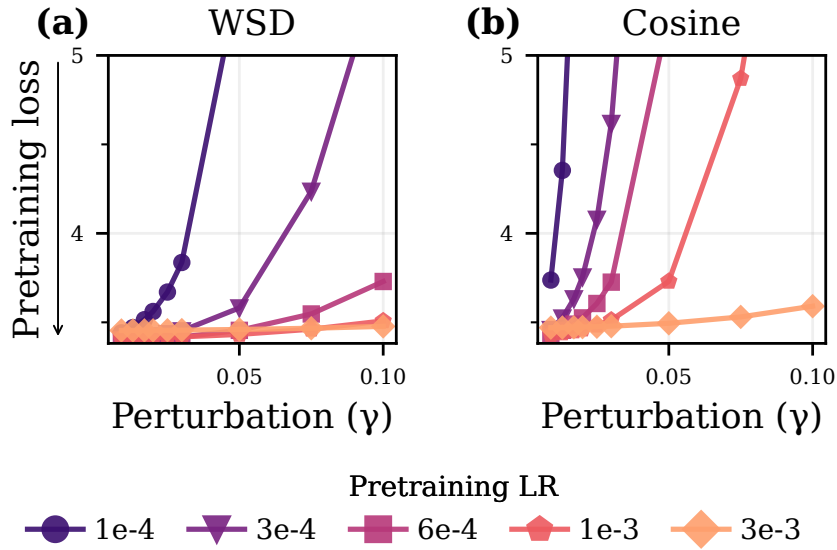 (a) WSD
(b) Cosine
Pretraining loss
5
4
0.05 0.10
Perturbation (γ)
5
4
0.05 0.10
Perturbation (γ)
Pretraining LR
1e-4 3e-4 6e-4 1e-3 3e-3